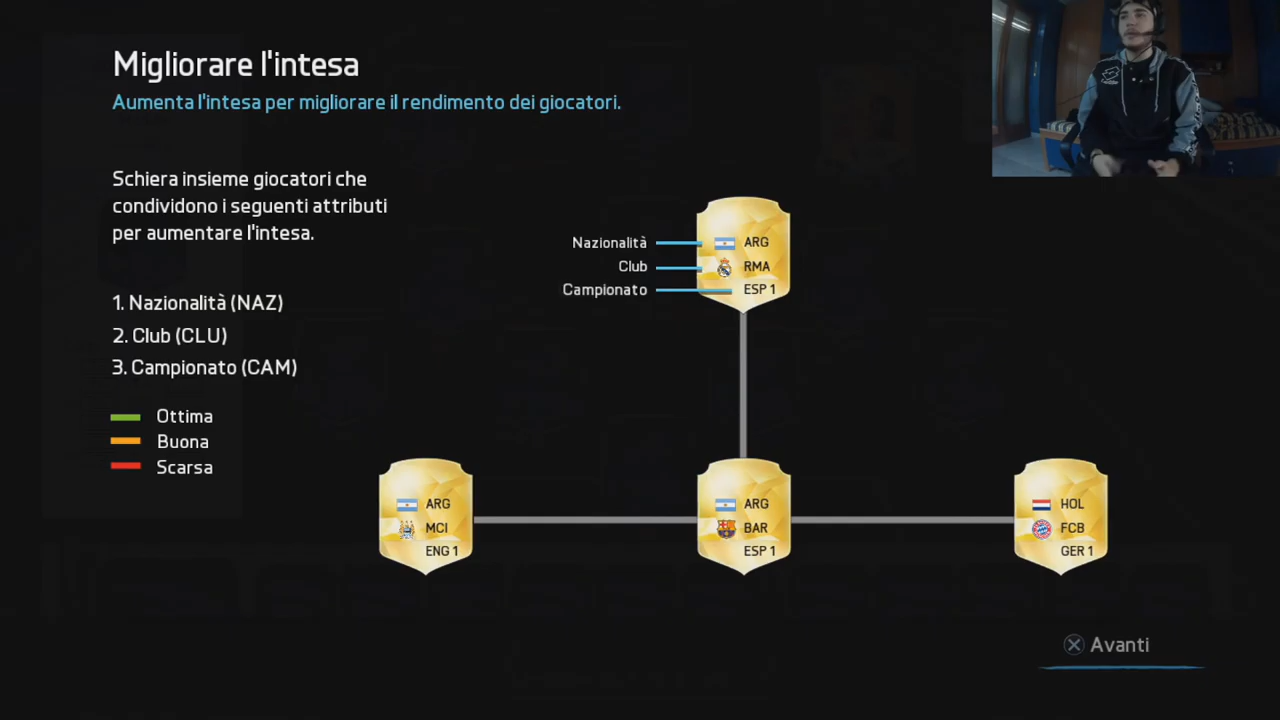 Migliorare l'intesa
Aumenta l'intesa per migliorare il rendimento dei giocatori.
Schiera insieme giocatori che
condividono i seguenti attributi
per aumentare l'intesa.
1. Nazionalità (NAZ)
2. Club (CLU)
3. Campionato (CAM)
Ottima
Buona
Scarsa
Nazionalità
Club
Campionato
ARG
RMA
ESP 1
ARG
MCI
ENG 1
ARG
BAR
ESP 1
HOL
FCB
GER 1
Avanti